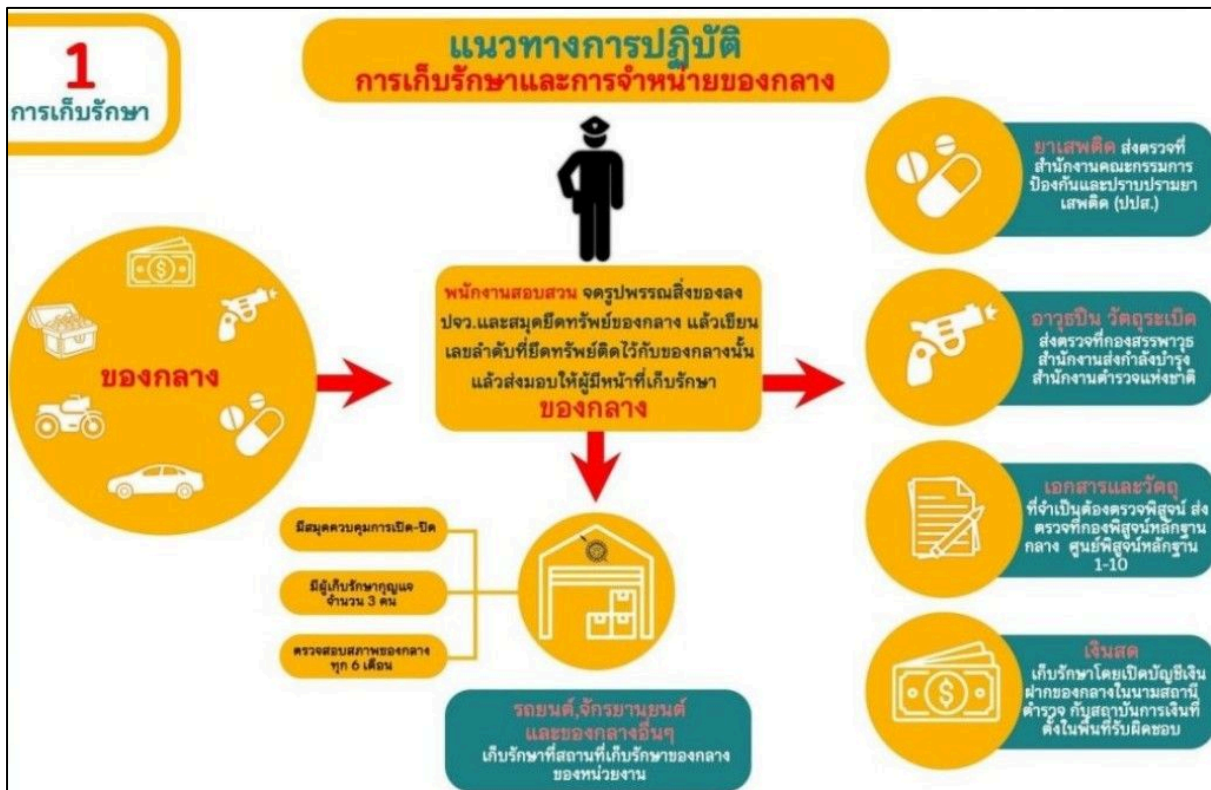 1
การเก็บรักษา
แนวทางการปฏิบัติ
การเก็บรักษาและการจำหน่ายของกลาง
ของกลาง
พนักงานสอบสวน จดรูปพรรณสิ่งของลง
ปจว.และสมุดยึดทรัพย์ของกลาง แล้วเขียน
เลขลำดับที่ยึดทรัพย์ติดไว้กับของกลางนั้น
แล้วส่งมอบให้ผู้มีหน้าที่เก็บรักษา
ของกลาง
มีสมุดควบคุมการเปิด-ปิด
มีผู้เก็บรักษากุญแจ
จำนวน 3 คน
ตรวจสอบสภาพของกลาง
ทุก 6 เดือน
รถยนต์,จักรยานยนต์
และของกลางอื่นๆ
เก็บรักษาที่สถานที่เก็บรักษาของกลาง
ของหน่วยงาน
ยาเสพติด ส่งตรวจที่
สำนักงานคณะกรรมการ
ป้องกันและปราบปรามยา
เสพติด (ปปส.)
อาวุธปืน วัตถุระเบิด
ส่งตรวจที่กองสรรพาวุธ
สำนักงานส่งกำลังบำรุง
สำนักงานตำรวจแห่งชาติ
เอกสารและวัตถุ
ที่จำเป็นต้องตรวจพิสูจน์ ส่ง
ตรวจที่กองพิสูจน์หลักฐาน
กลาง ศูนย์พิสูจน์หลักฐาน
1-10
เงินสด
เก็บรักษาโดยเปิดบัญชีเงิน
ฝากของกลางในนามสถานี
ตำรวจ กับสถาบันการเงินที่
ตั้งในพื้นที่รับผิดชอบ